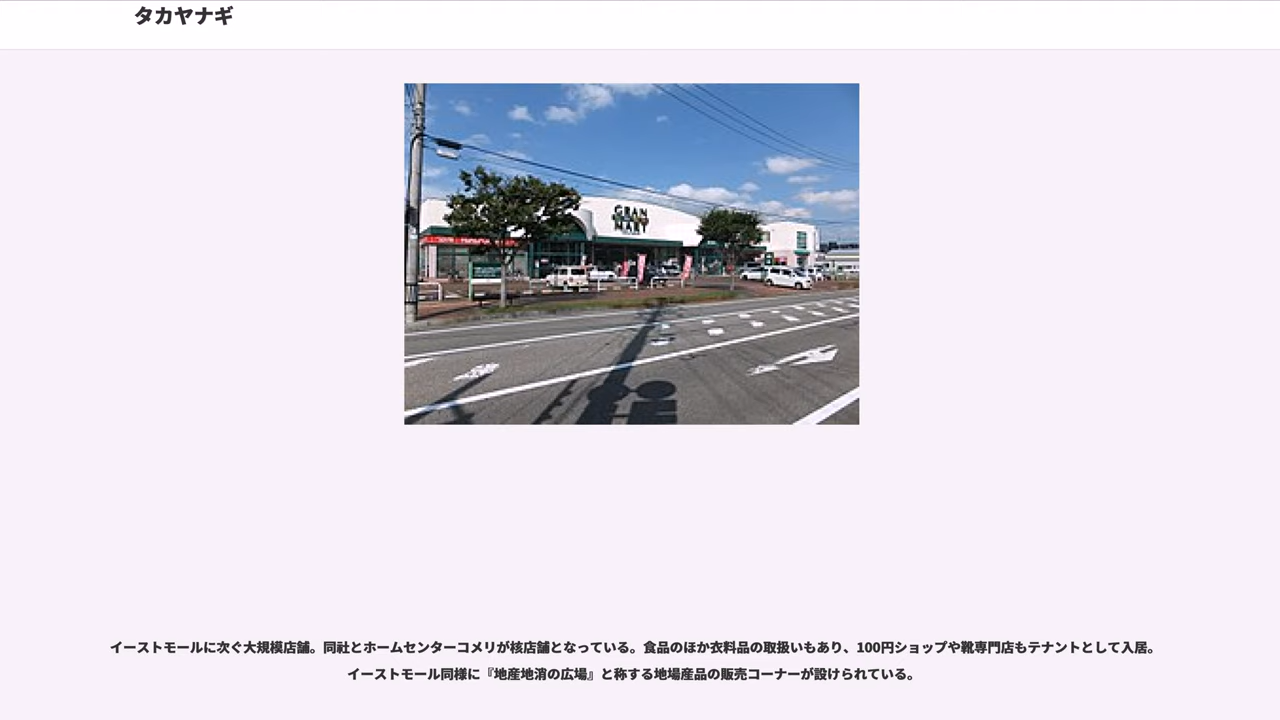 タカヤナギ
GRAN
MART
イーストモールに次ぐ大規模店舗。同社とホームセンターコメリが核店舗となっている。食品のほか衣料品の取扱いもあり、100円ショップや靴専門店もテナントとして入居。
イーストモール同様に『地産地消の広場』と称する地場産品の販売コーナーが設けられている。